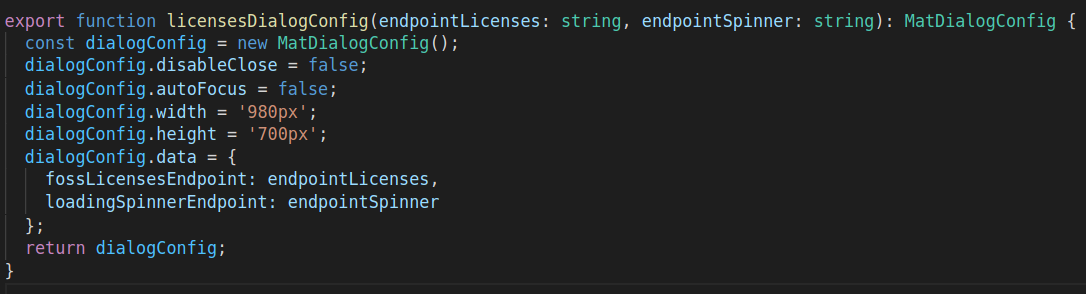 export function licensesDialogConfig(endpointLicenses: string, endpointSpinner: string): MatDialogConfig {
  const dialogConfig = new MatDialogConfig();
  dialogConfig.disableClose = false;
  dialogConfig.autoFocus = false;
  dialogConfig.width = '980px';
  dialogConfig.height = '700px';
  dialogConfig.data = {
    fossLicensesEndpoint: endpointLicenses,
    loadingSpinnerEndpoint: endpointSpinner
  };
  return dialogConfig;
}